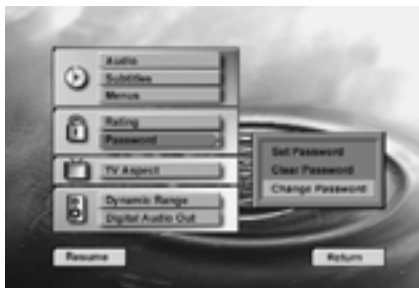 Audio
Subtitles
Menus
Rating
Password
Set Password
Clear Password
Change Password
TV Aspect
Dynamic Range
Digital Audio Out
Resume
Return